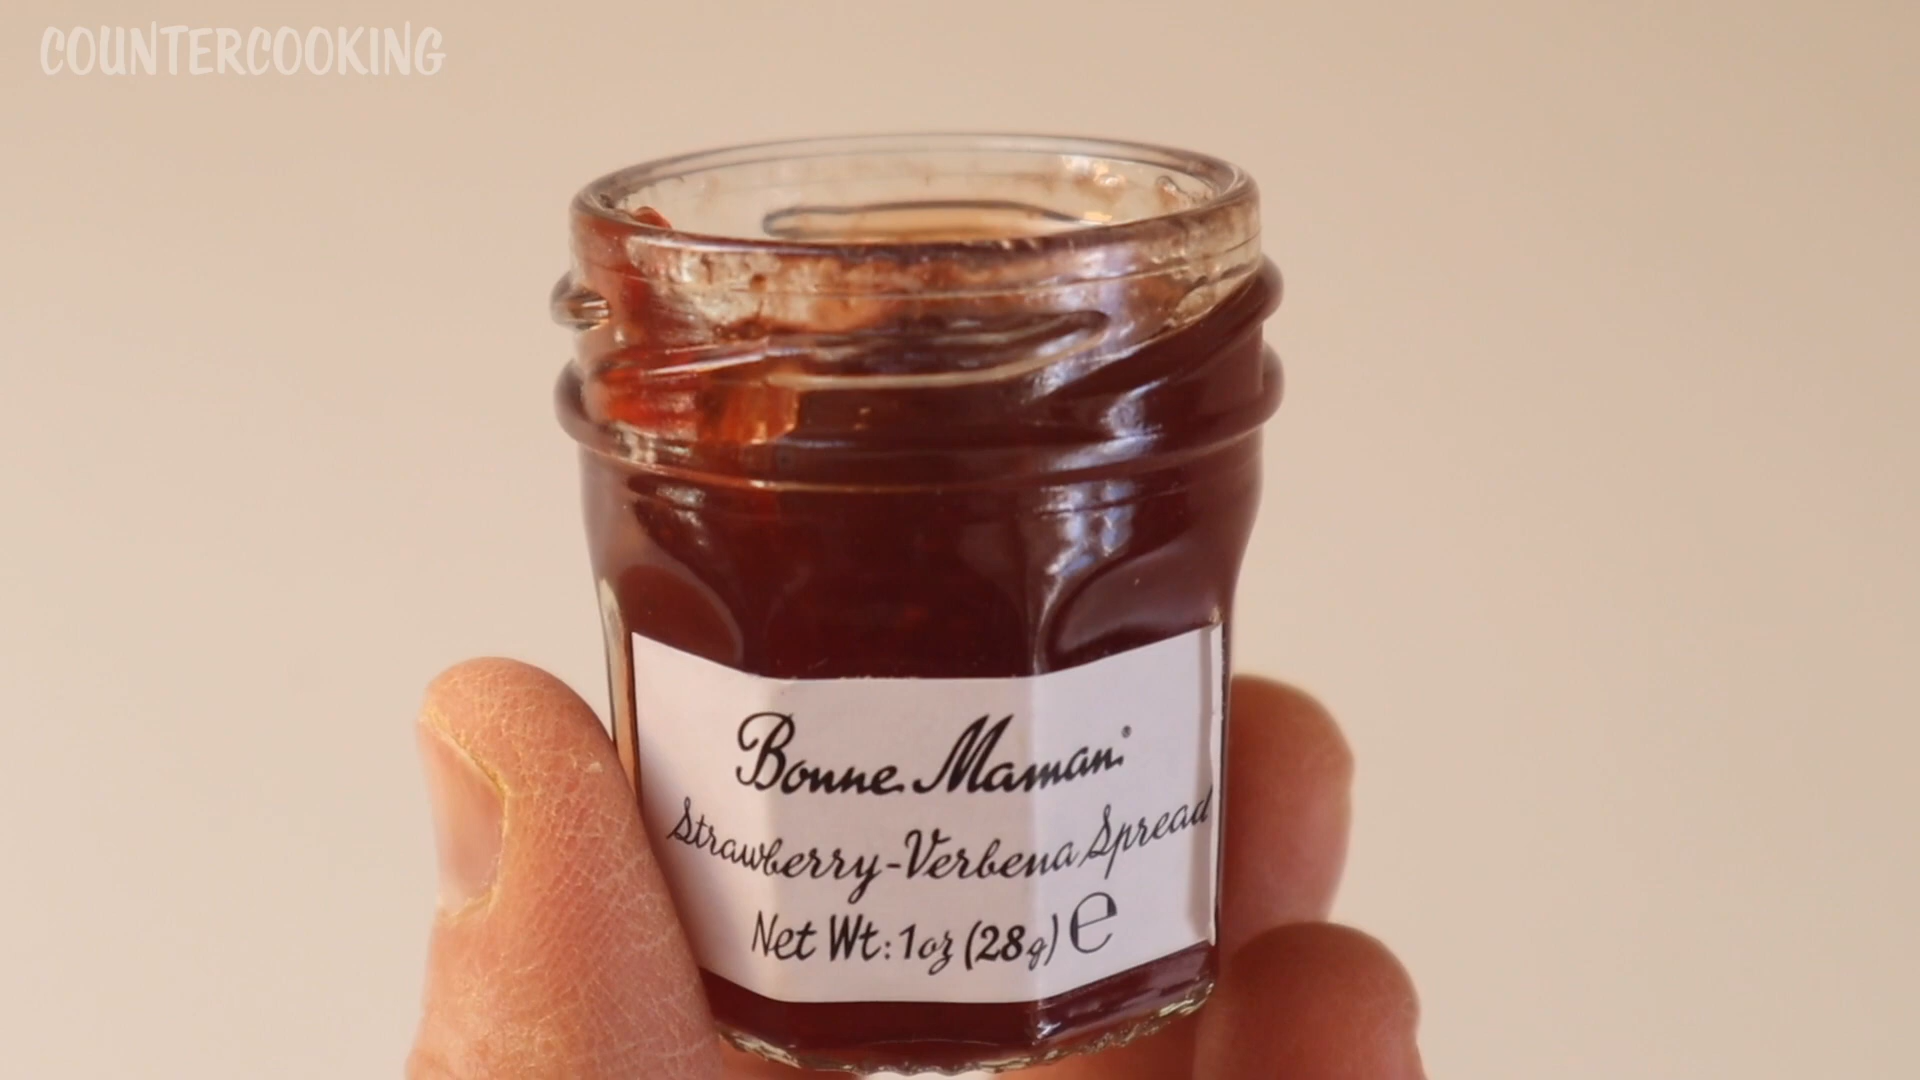 COUNTERCOOKING
Bonne Maman®
Strawberry-Verbena Spread
Net Wt: 1oz (28g) ℮